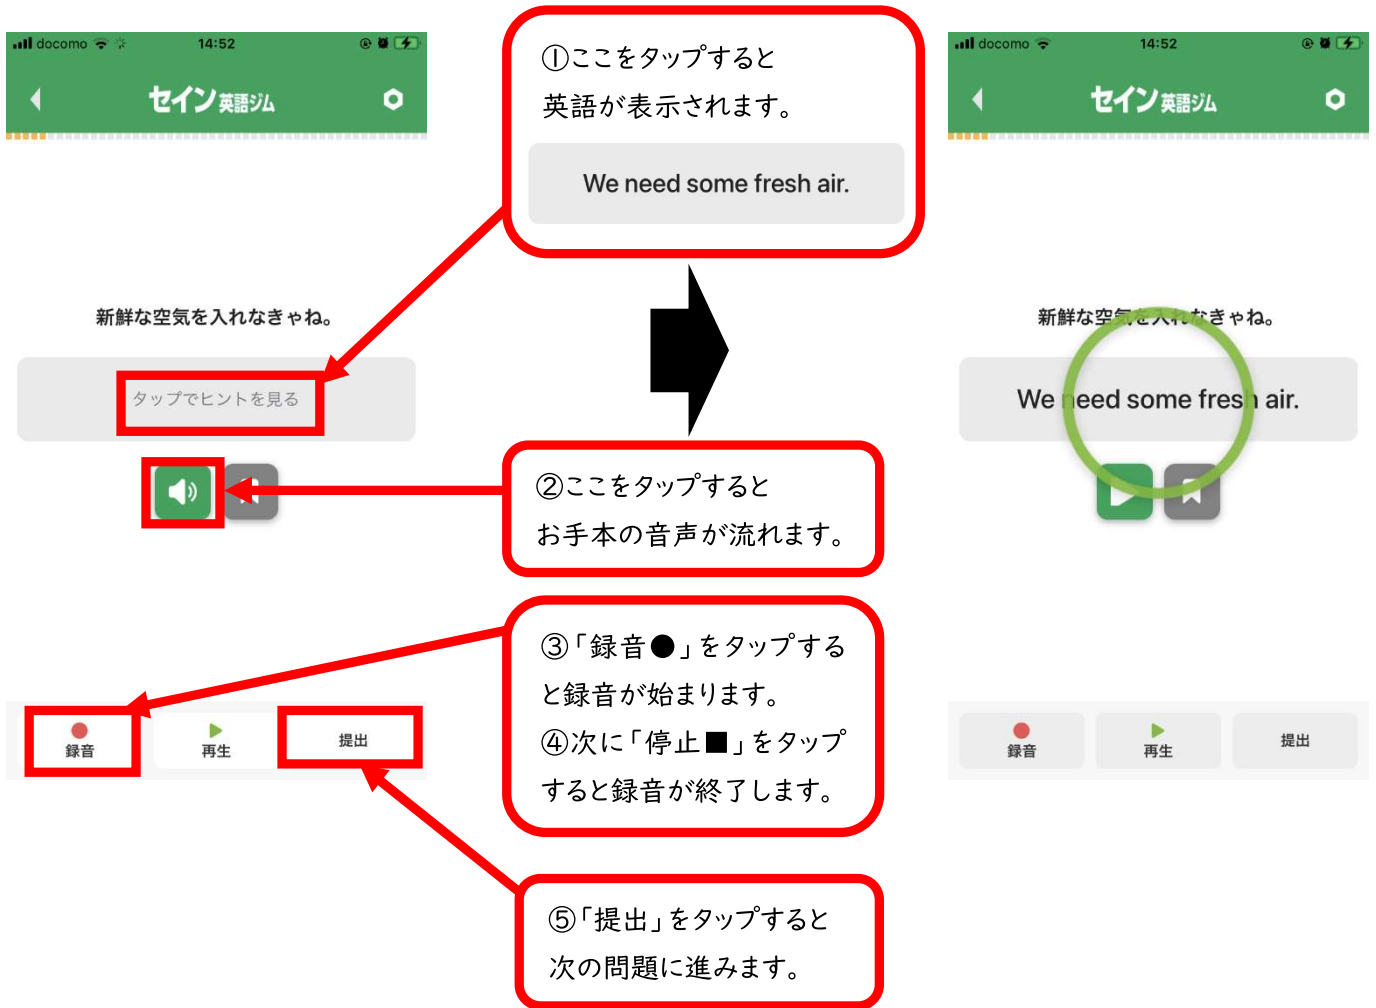 docomo 14:52
セイン英語ジム
新鮮な空気を入れなきゃね。
タップでヒントを見る
録音
再生
提出
①ここをタップすると
英語が表示されます。
We need some fresh air.
②ここをタップすると
お手本の音声が流れます。
③「録音●」をタップする
と録音が始まります。
④次に「停止■」をタップ
すると録音が終了します。
⑤「提出」をタップすると
次の問題に進みます。
docomo 14:52
セイン英語ジム
新鮮な空気を入れなきゃね。
We need some fresh air.
録音
再生
提出